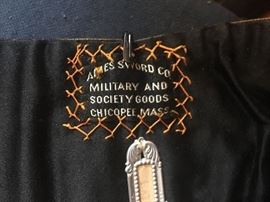 AMES SWORD CO.
MILITARY AND
SOCIETY GOODS
CHICOPEE, MASS.